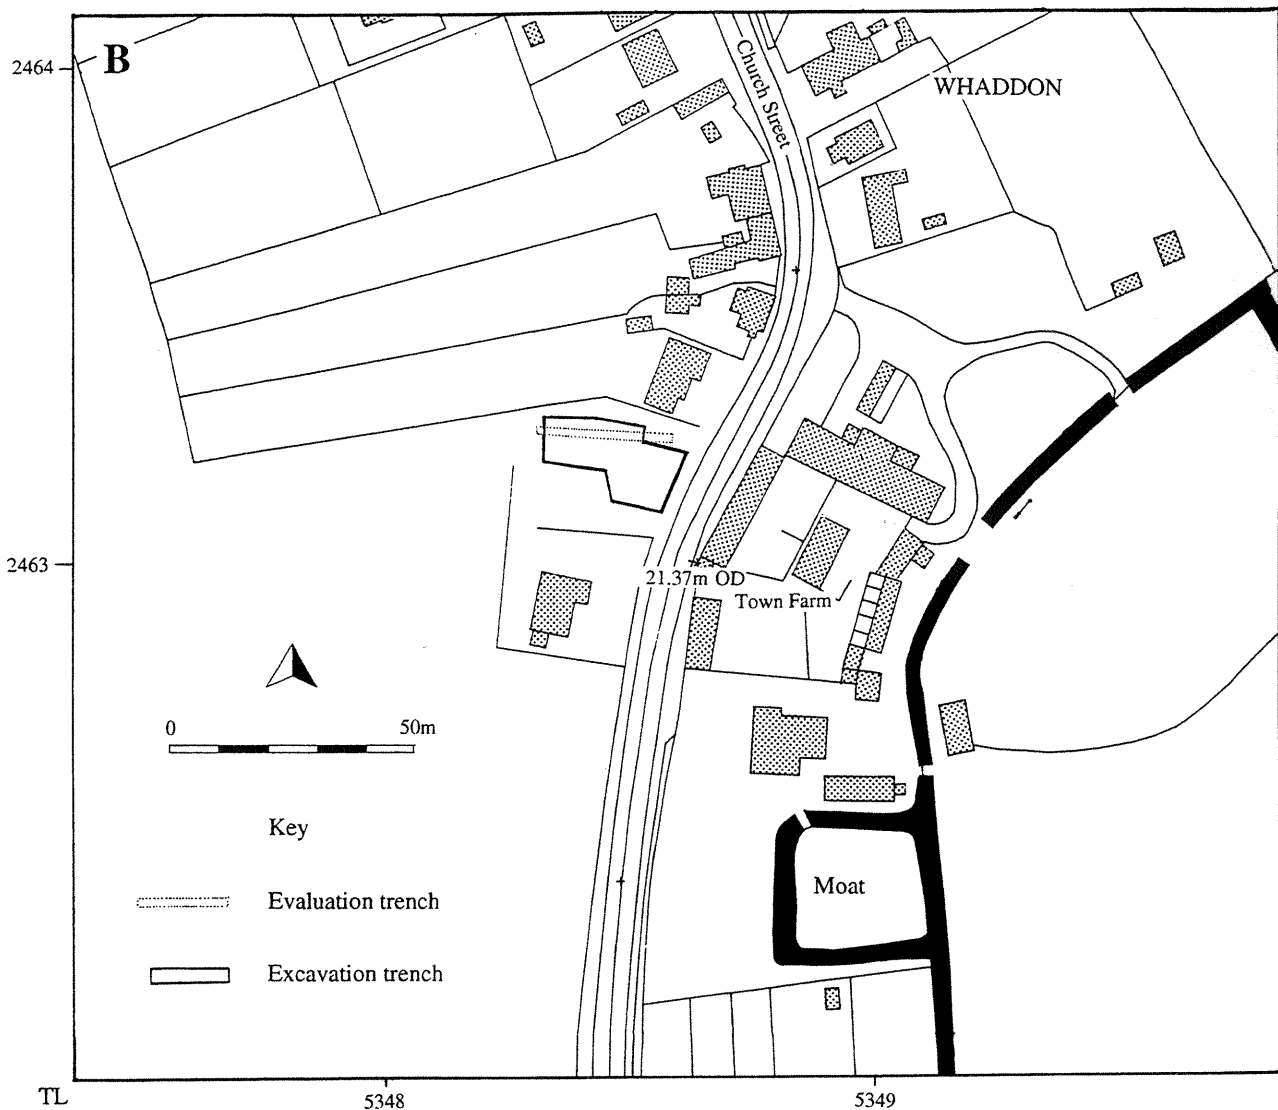 B
2464
Church Street
WHADDON
2463
21.37m OD
Town Farm
0 50m
Key
Evaluation trench
Moat
Excavation trench
TL
5348
5349